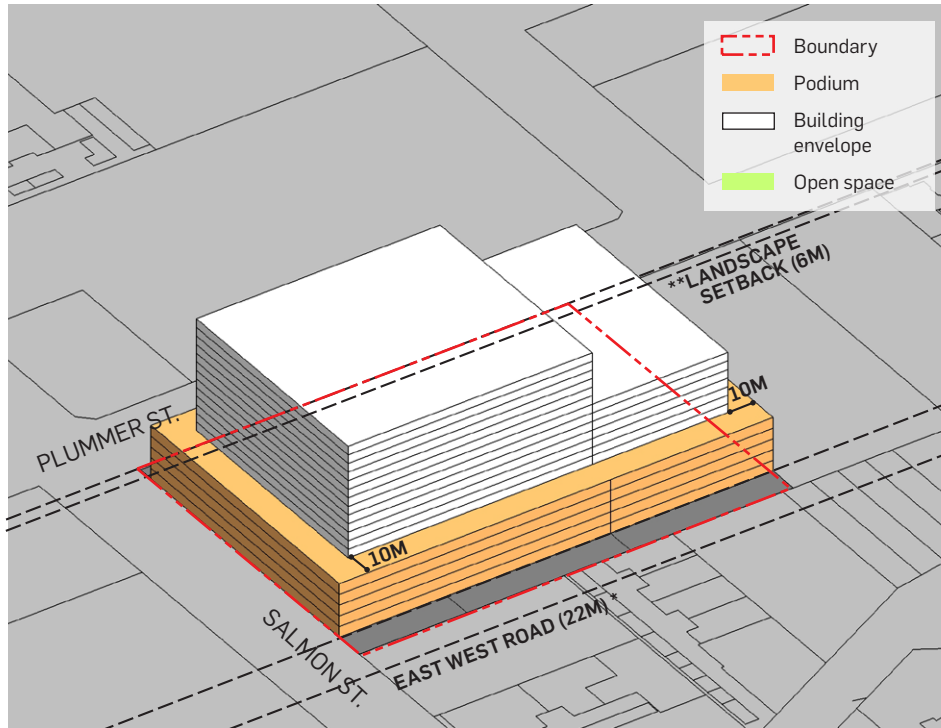 Boundary
Podium
Building
envelope
Open space
**LANDSCAPE
SETBACK (6M)
10M
PLUMMER ST.
10M
SALMON ST.
EAST WEST ROAD (22M) *